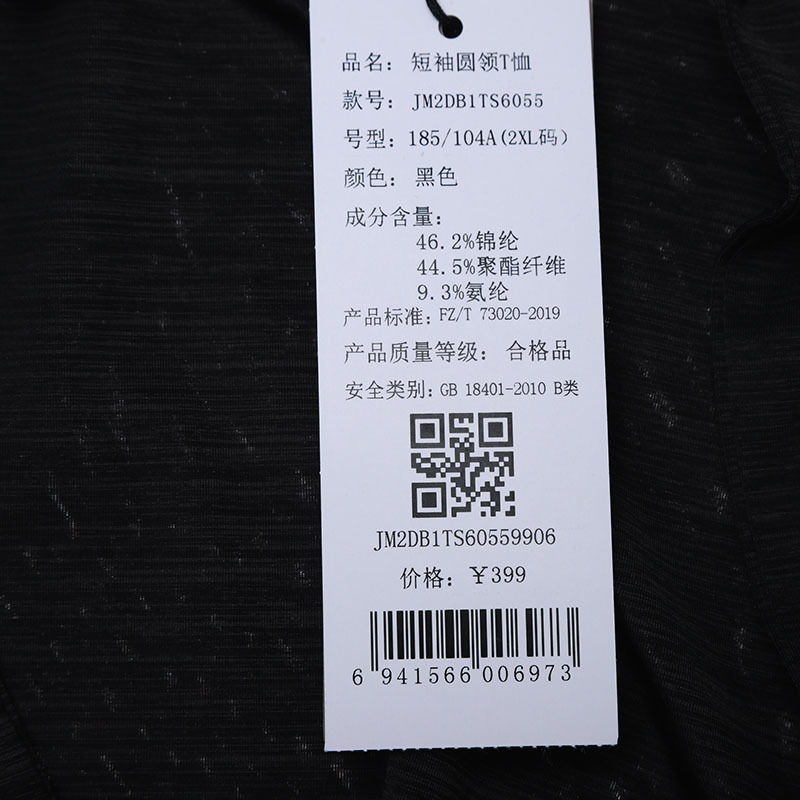 品名：短袖圆领T恤
款号：JM2DB1TS6055
号型：185/104A(2XL码)
颜色：黑色
成分含量：
46.2%锦纶
44.5%聚酯纤维
9.3%氨纶
产品标准：FZ/T 73020-2019
产品质量等级：合格品
安全类别：GB 18401-2010 B类
JM2DB1TS60559906
价格：￥399
6 941566 006973